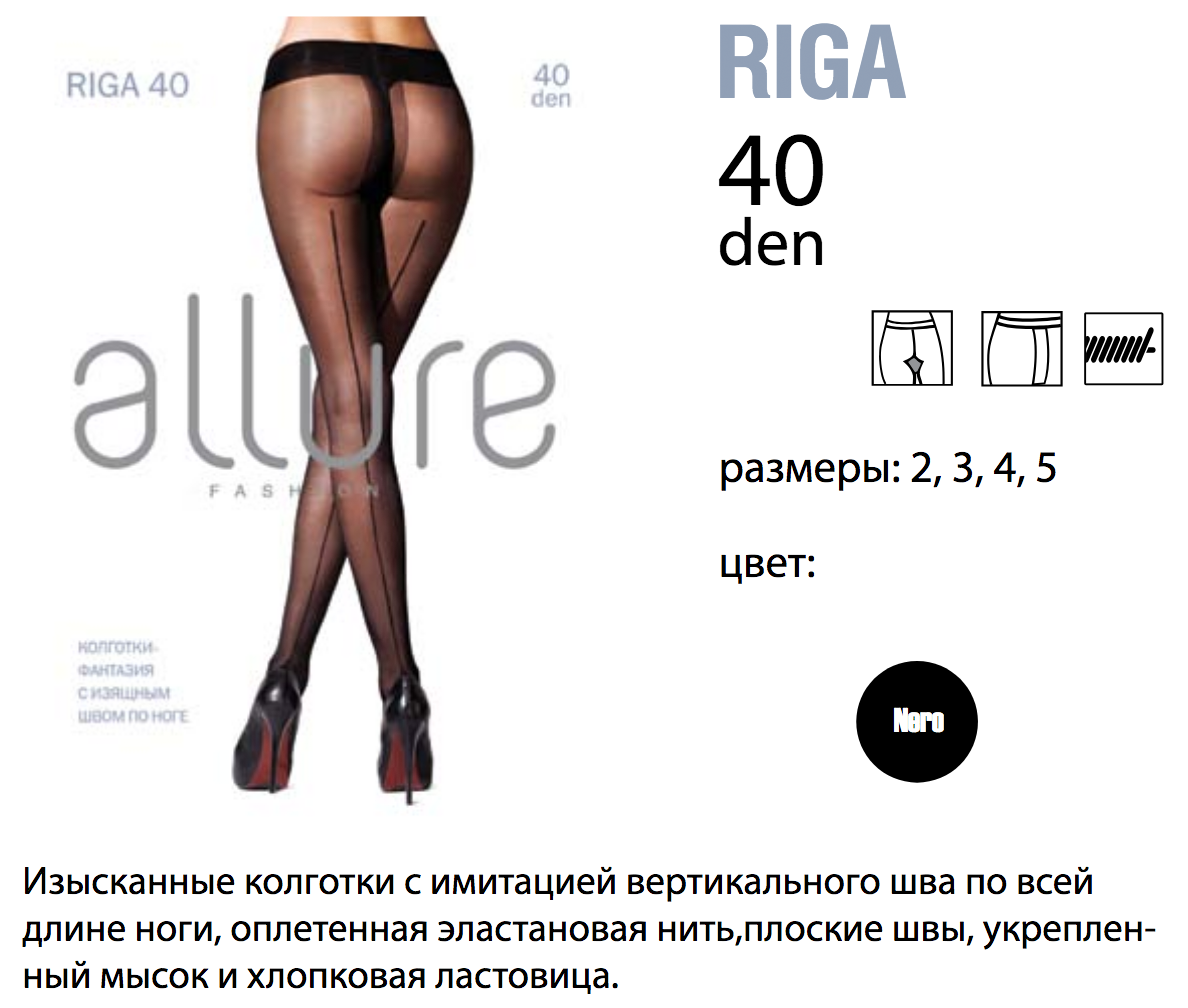 RIGA 40
40
den
allure
FASHION
КОЛГОТКИ-
ФАНТАЗИЯ
С ИЗЯЩНЫМ
ШВОМ ПО НОГЕ
RIGA
40
den
размеры: 2, 3, 4, 5
цвет:
Nero
Изысканные колготки с имитацией вертикального шва по всей
длине ноги, оплетенная эластановая нить,плоские швы, укреплен-
ный мысок и хлопковая ластовица.